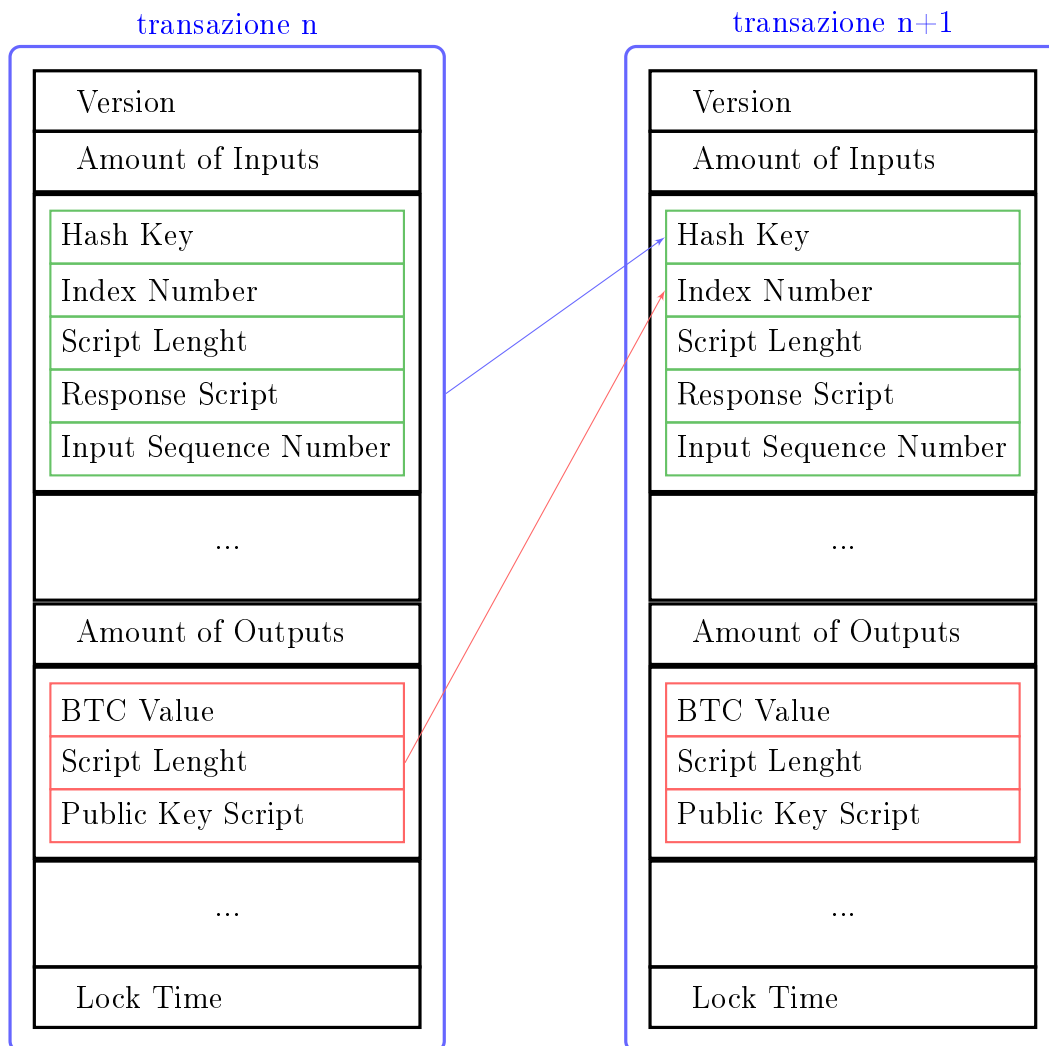 transazione n
Version
Amount of Inputs
Hash Key
Index Number
Script Lenght
Response Script
Input Sequence Number
...
Amount of Outputs
BTC Value
Script Lenght
Public Key Script
...
Lock Time
transazione n+1
Version
Amount of Inputs
Hash Key
Index Number
Script Lenght
Response Script
Input Sequence Number
...
Amount of Outputs
BTC Value
Script Lenght
Public Key Script
...
Lock Time